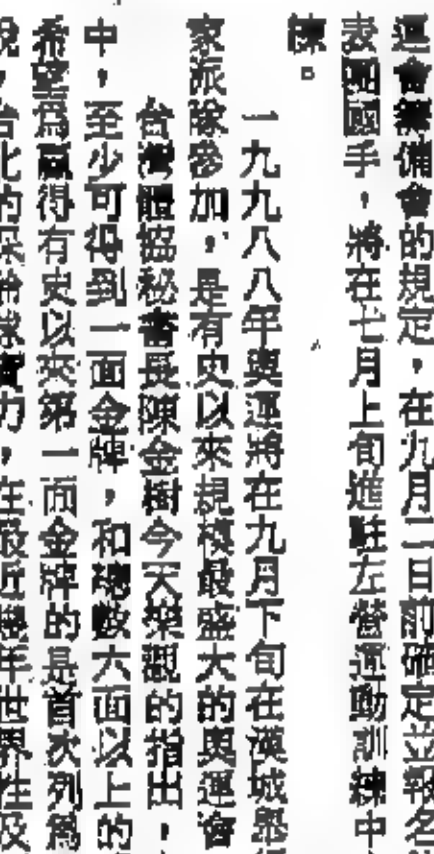 運會籌備會的規定，在九月二日前確定並報名
表團國手，將在七月上旬進駐左營運動訓練中
練。
一九九八八年奧運將在九月下旬在漢城舉
家派隊參加，是有史以來規模最盛大的奧運會
台灣體協秘書長陳金樹今天樂觀的指出，
中，至少可得到一面金牌，和總數六面以上的
希望為贏得有史以來第一面金牌的是首次列為
說，台北的保齡球實力，在最近幾年世界性及